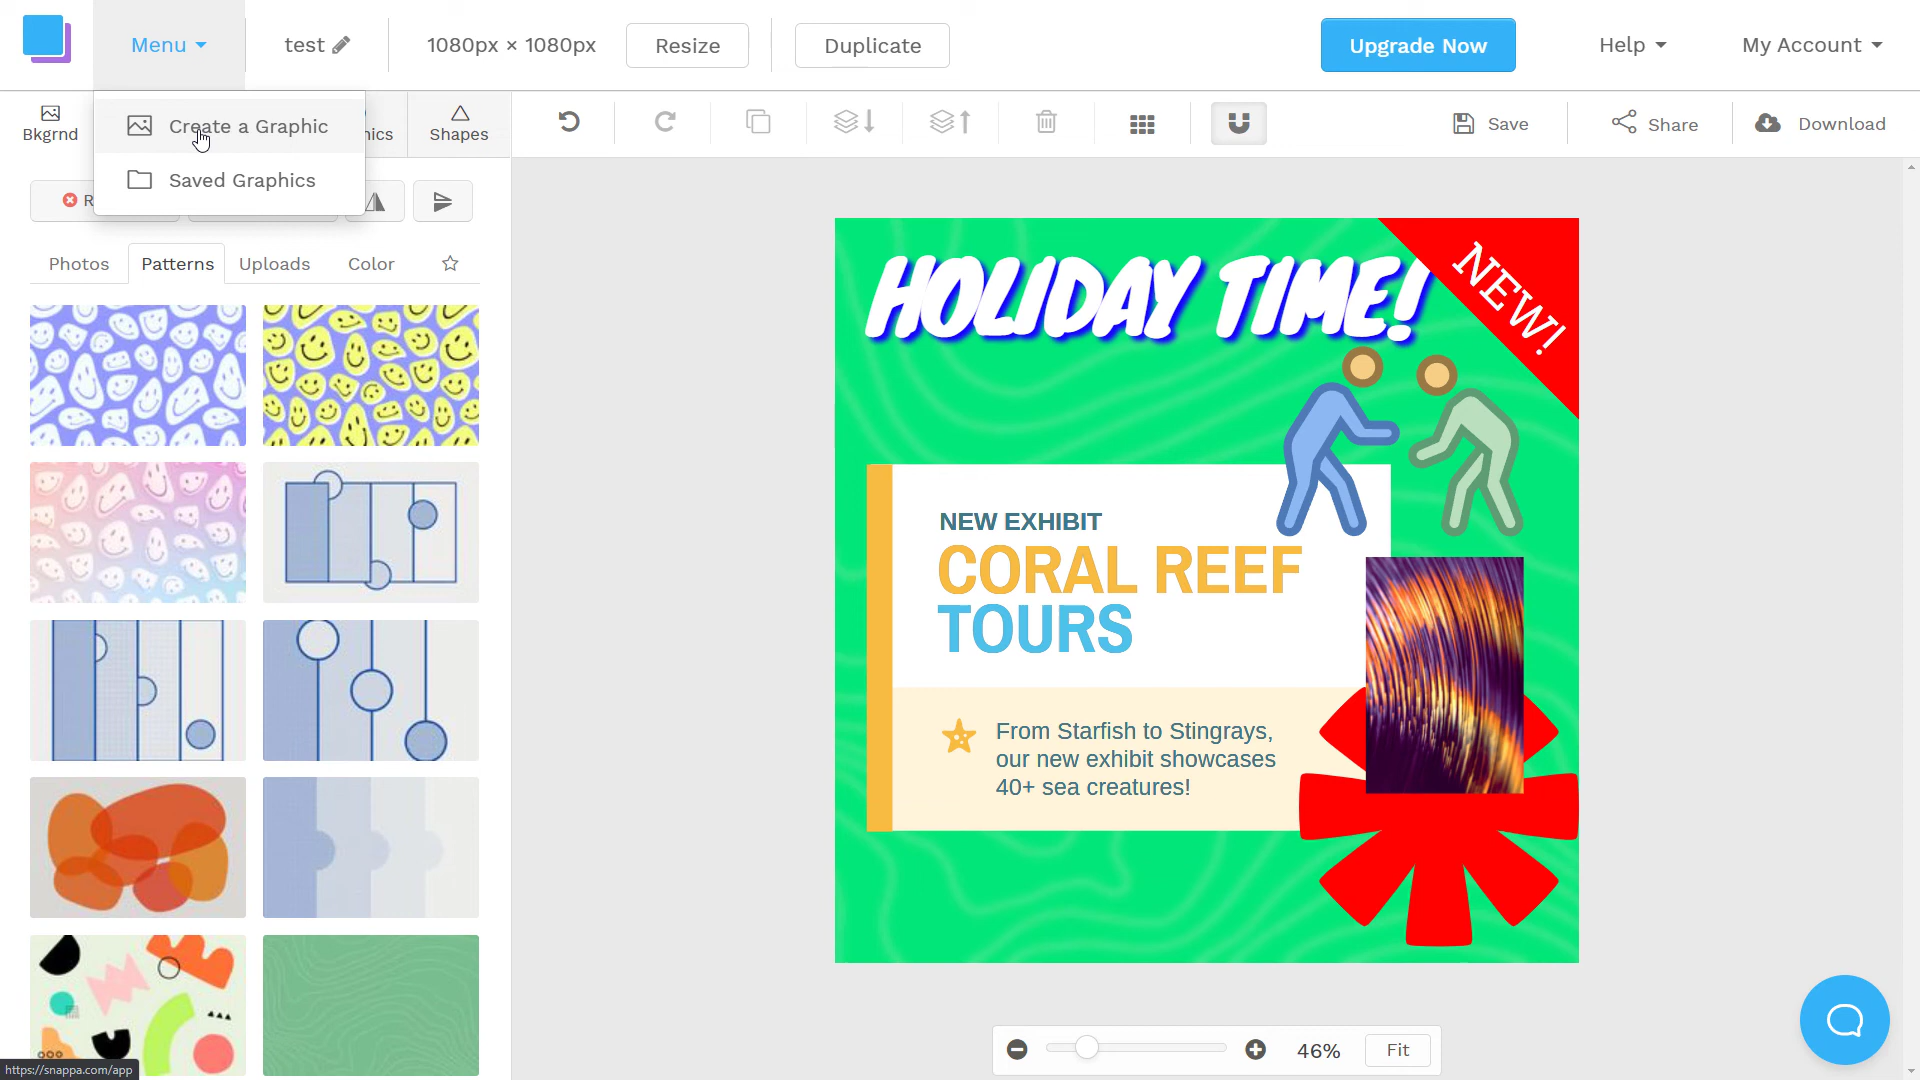 Menu
test
1080px × 1080px
Resize
Duplicate
Upgrade Now
Help
My Account
Bkgrnd
Create a Graphic
Shapes
Save
Share
Download
Saved Graphics
Photos
Patterns
Uploads
Color
HOLIDAY TIME!
NEW!
NEW EXHIBIT
CORAL REEF
TOURS
From Starfish to Stingrays,
our new exhibit showcases
40+ sea creatures!
46%
Fit
https://snappa.com/app